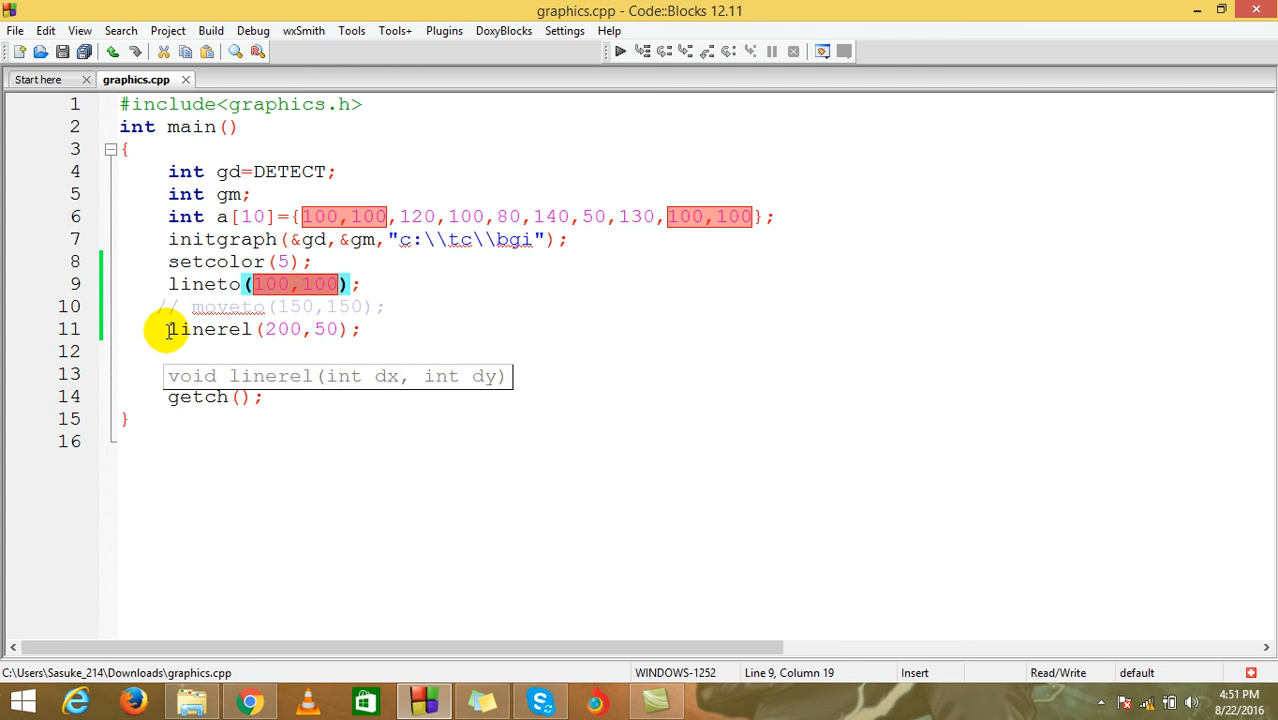 graphics.cpp - Code::Blocks 12.11
File Edit View Search Project Build Debug wxSmith Tools Tools+ Plugins DoxyBlocks Settings Help
Start here graphics.cpp
1 #include<graphics.h>
2 int main()
3 {
4 int gd=DETECT;
5 int gm;
6 int a[10]={100,100,120,100,80,140,50,130,100,100};
7 initgraph(&gd,&gm,"c:\\tc\\bgi");
8 setcolor(5);
9 lineto(100,100);
10 // moveto(150,150);
11 linerel(200,50);
12
13 void linerel(int dx, int dy)
14 getch();
15 }
16
C:\Users\Sasuke_214\Downloads\graphics.cpp WINDOWS-1252 Line 9, Column 19 Insert Read/Write default
4:51 PM
8/22/2016